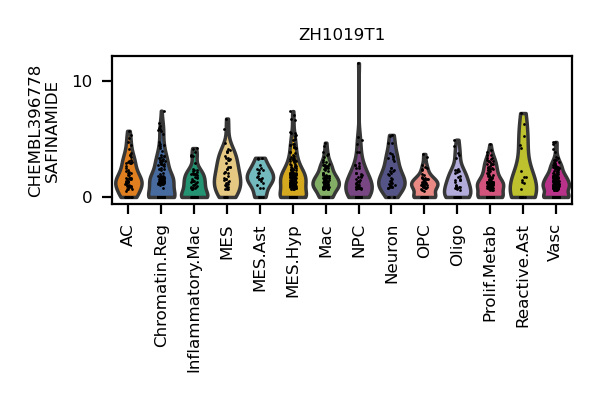 ZH1019T1
CHEMBL396778
SAFINAMIDE
10
0
AC
Chromatin.Reg
Inflammatory.Mac
MES
MES.Ast
MES.Hyp
Mac
NPC
Neuron
OPC
Oligo
Prolif.Metab
Reactive.Ast
Vasc